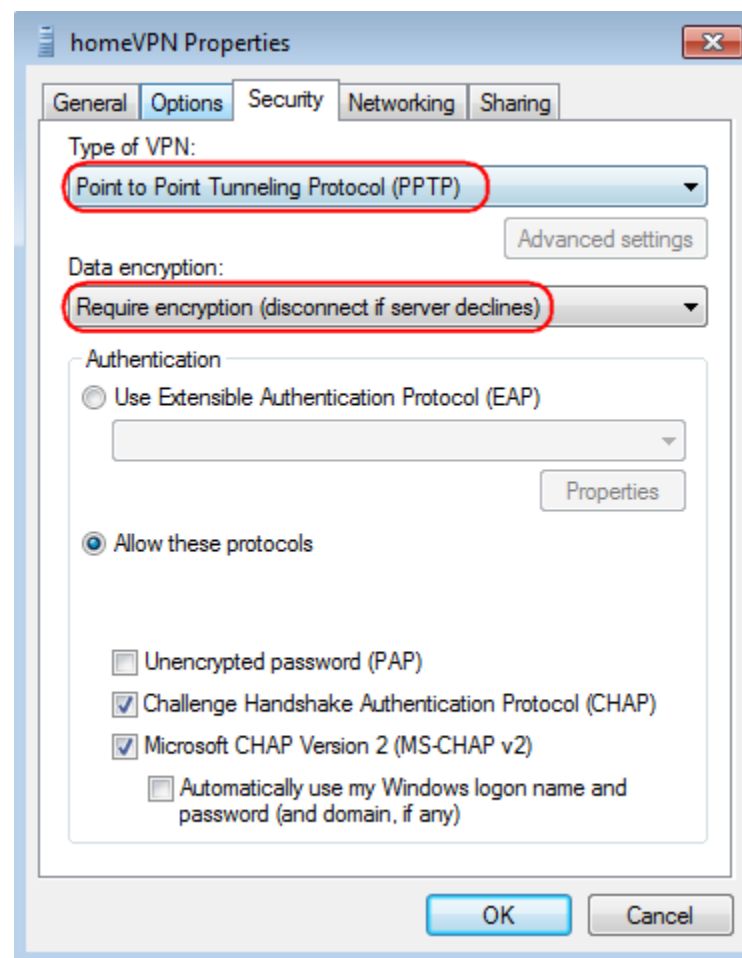 homeVPN Properties
General Options Security Networking Sharing
Type of VPN:
Point to Point Tunneling Protocol (PPTP)
Advanced settings
Data encryption:
Require encryption (disconnect if server declines)
Authentication
Use Extensible Authentication Protocol (EAP)
Properties
Allow these protocols
Unencrypted password (PAP)
Challenge Handshake Authentication Protocol (CHAP)
Microsoft CHAP Version 2 (MS-CHAP v2)
Automatically use my Windows logon name and
password (and domain, if any)
OK Cancel